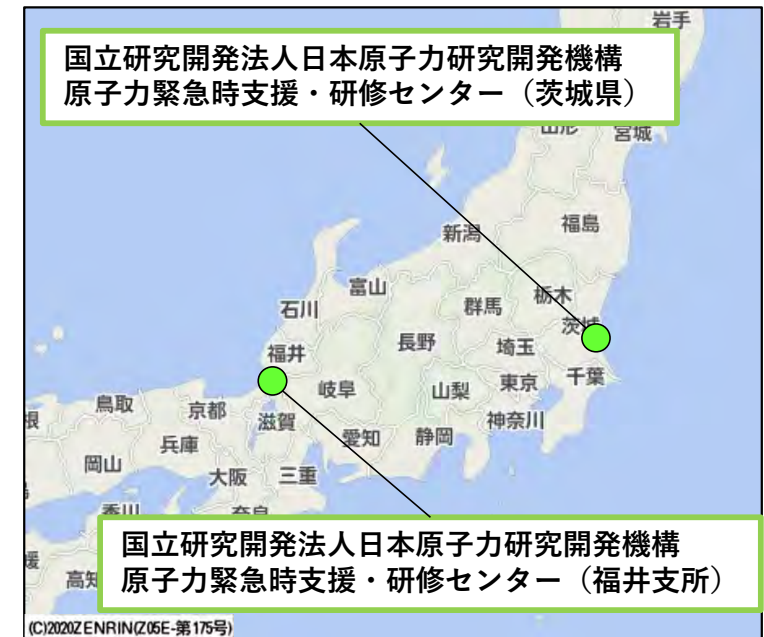 岩手
国立研究開発法人日本原子力研究開発機構
原子力緊急時支援・研修センター（茨城県）
山形
宮城
福島
新潟
富山
石川
群馬
栃木
茨城
長野
埼玉
福井
岐阜
山梨
東京
千葉
鳥取
京都
滋賀
神奈川
兵庫
愛知
静岡
岡山
大阪
三重
香川
奈良
国立研究開発法人日本原子力研究開発機構
原子力緊急時支援・研修センター（福井支所）
高知
(C)2020ZENRIN(Z05E-第175号)